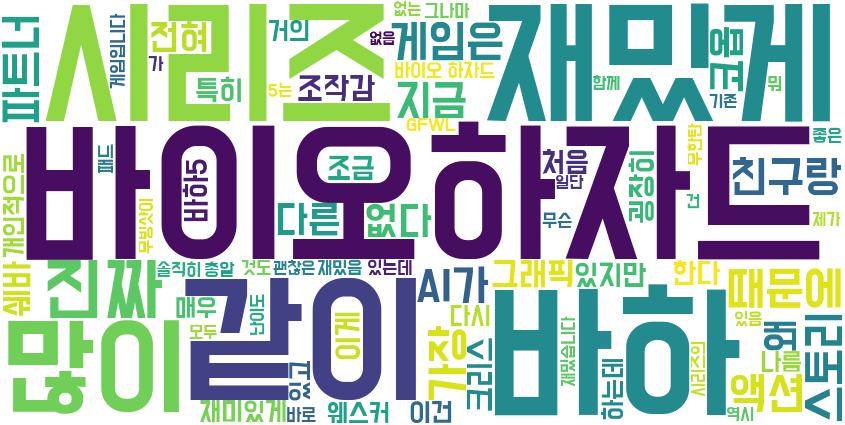 파트너
시리즈
재밌게
게임입니다
전혀
가
거의
특히
5는
없음
없는 그나마
게임은
바이오 하자드
조작감
지금
GFWL
코옵
함께
뭐
기존
바이오하자드
패드
무빙샷이
바하5
조금
다른
없다
처음
일단
무슨
굉장히
무한탄
건
친구랑
좋은
제가
개인적으로
쉐바
진짜
솔직히
총알
것도
괜찮은
재밌음
있는데
매우
모두
난이도
많이
같이
이게
AI가
가장
다시
크리스
그래픽
있지만
한다
때문에
바하
재밌습니다
하는데
시리즈의
있음
왜
나름
액션
역시
스토리
재미있게
바로
있고
웨스커
이건